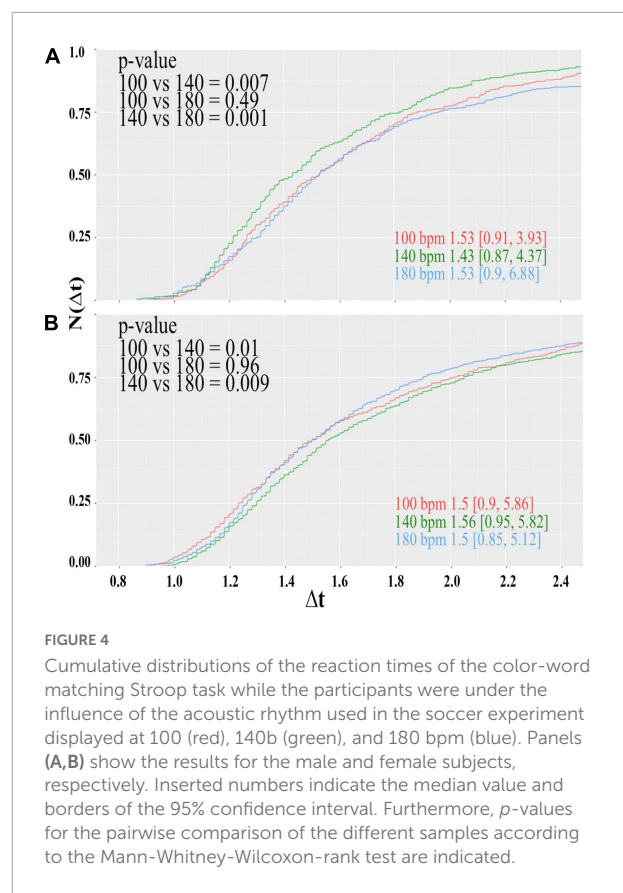 A
1.0
p-value
100 vs 140 = 0.007
100 vs 180 = 0.49
140 vs 180 = 0.001
0.75
0.50
0.25
100 bpm 1.53 [0.91, 3.93]
140 bpm 1.43 [0.87, 4.37]
180 bpm 1.53 [0.9, 6.88]
N(Δt)
B
p-value
100 vs 140 = 0.01
100 vs 180 = 0.96
140 vs 180 = 0.009
0.75
0.50
0.25
0.00
100 bpm 1.5 [0.9, 5.86]
140 bpm 1.56 [0.95, 5.82]
180 bpm 1.5 [0.85, 5.12]
0.8 1.0 1.2 1.4 1.6 1.8 2.0 2.2 2.4
Δt
FIGURE 4
Cumulative distributions of the reaction times of the color-word
matching Stroop task while the participants were under the
influence of the acoustic rhythm used in the soccer experiment
displayed at 100 (red), 140b (green), and 180 bpm (blue). Panels
(A,B) show the results for the male and female subjects,
respectively. Inserted numbers indicate the median value and
borders of the 95% confidence interval. Furthermore, p-values
for the pairwise comparison of the different samples according
to the Mann-Whitney-Wilcoxon-rank test are indicated.